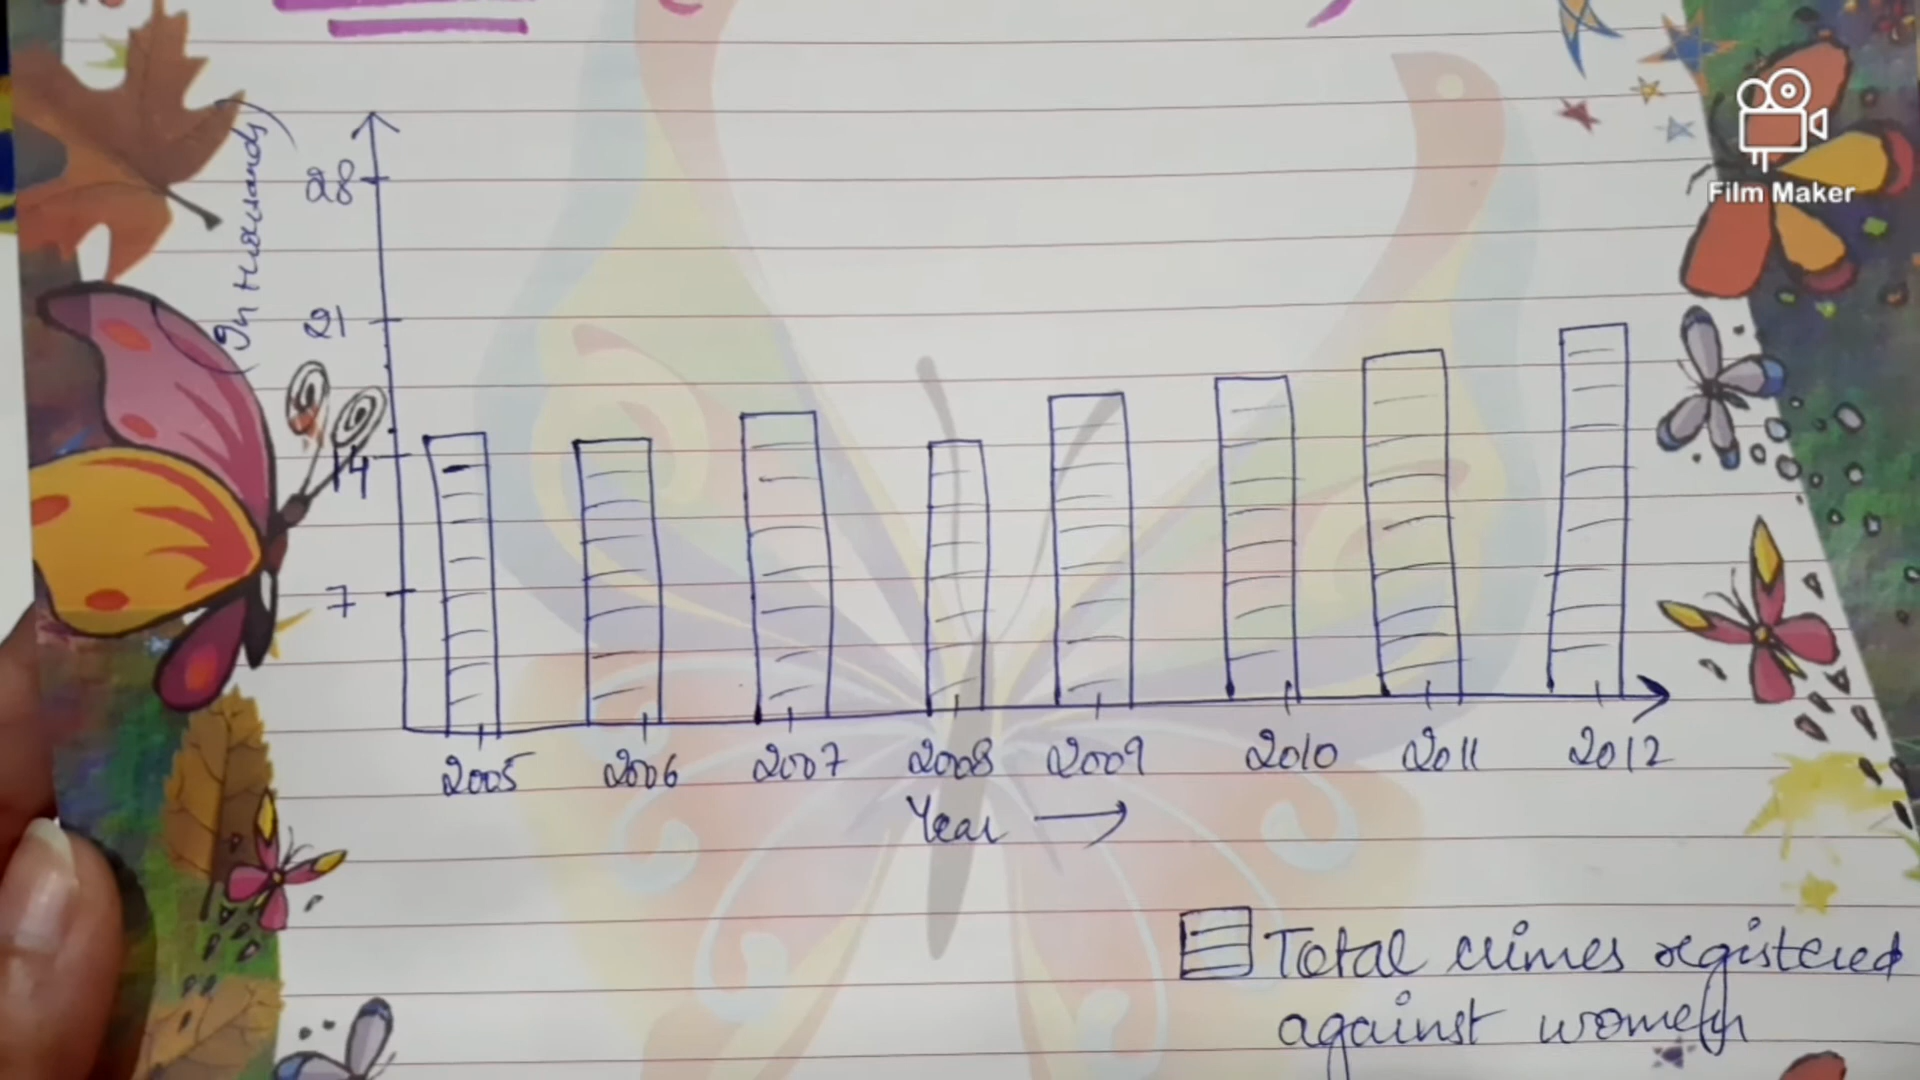 Film Maker
(In thousands)
28
21
14
7
2005 2006 2007 2008 2009 2010 2011 2012
Year
Total crimes registered
against women